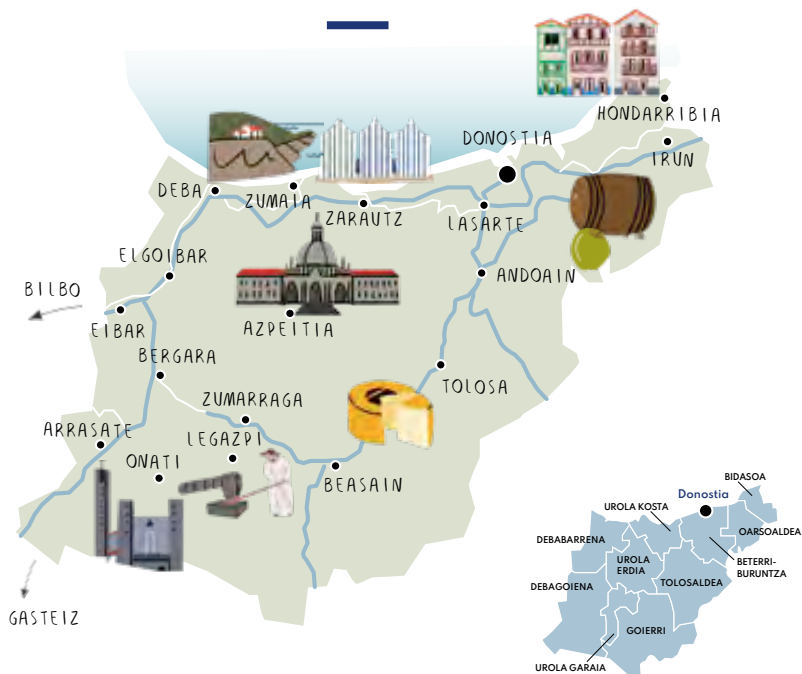 HONDARRIBIA
DONOSTIA
IRUN
DEBA
ZUMAIA
ZARAUTZ
LASARTE
ELGOIBAR
ANDOAIN
BILBO
EIBAR
AZPEITIA
BERGARA
TOLOSA
ZUMARRAGA
ARRASATE
LEGAZPI
ONATI
BEASAIN
GASTEIZ
BIDASOA
Donostia
UROLA KOSTA
OARSOALDEA
DEBABARRENA
BETERRI-
BURUNTZA
UROLA
ERDIA
TOLOSALDEA
DEBAGOIENA
GOIERRI
UROLA GARAIA